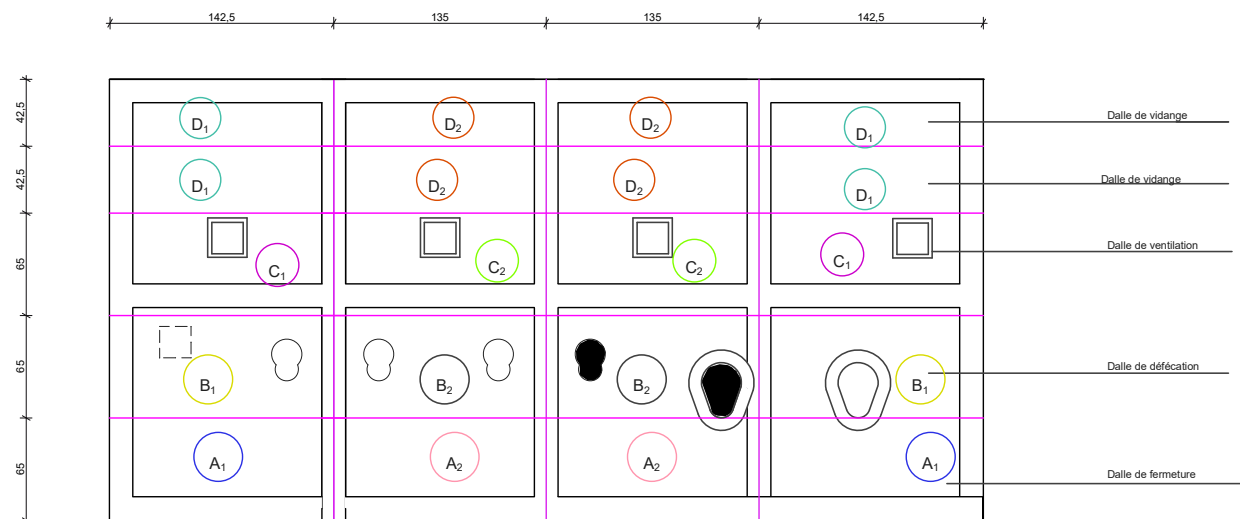 142,5 135 135 142,5
42,5
42,5
65
65
65
D₁ D₂ D₂ D₁ Dalle de vidange
D₁ D₂ D₂ D₁ Dalle de vidange
C₁ C₂ C₂ C₁ Dalle de ventilation
B₁ B₂ B₂ B₁ Dalle de défécation
A₁ A₂ A₂ A₁ Dalle de fermeture